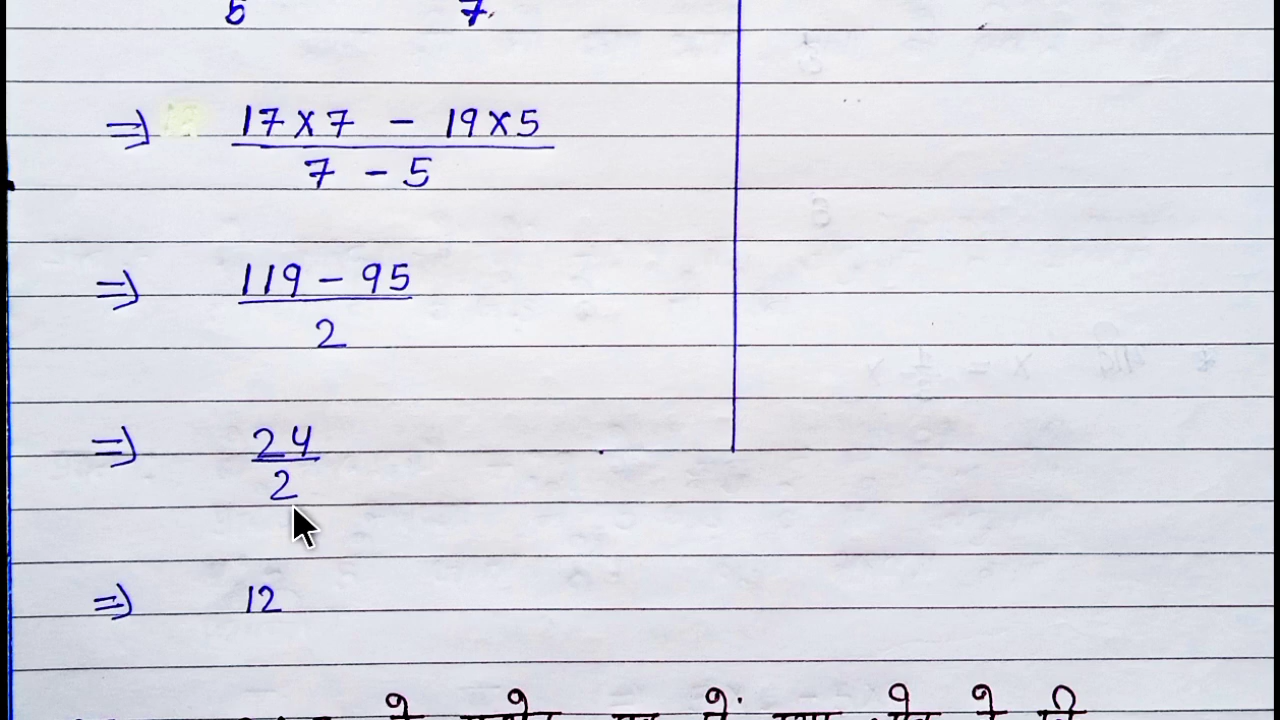 5 7
⇒ 17×7 - 19×5
7 - 5
⇒ 119 - 95
2
⇒ 24
2
⇒ 12